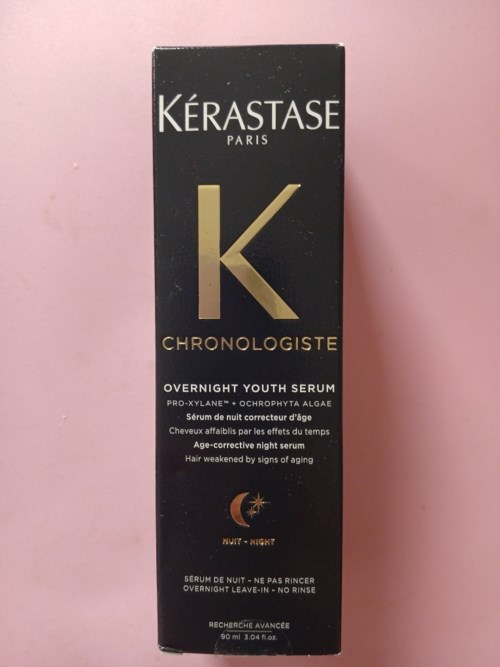 KÉRASTASE
PARIS
K
CHRONOLOGISTE
OVERNIGHT YOUTH SERUM
PRO-XYLANE™ + OCHROPHYTA ALGAE
Sérum de nuit correcteur d'âge
Cheveux affaiblis par les effets du temps
Age-corrective night serum
Hair weakened by signs of aging
NUIT - NIGHT
SÉRUM DE NUIT – NE PAS RINCER
OVERNIGHT LEAVE-IN – NO RINSE
RECHERCHE AVANCÉE
90 ml 3.04 fl.oz.